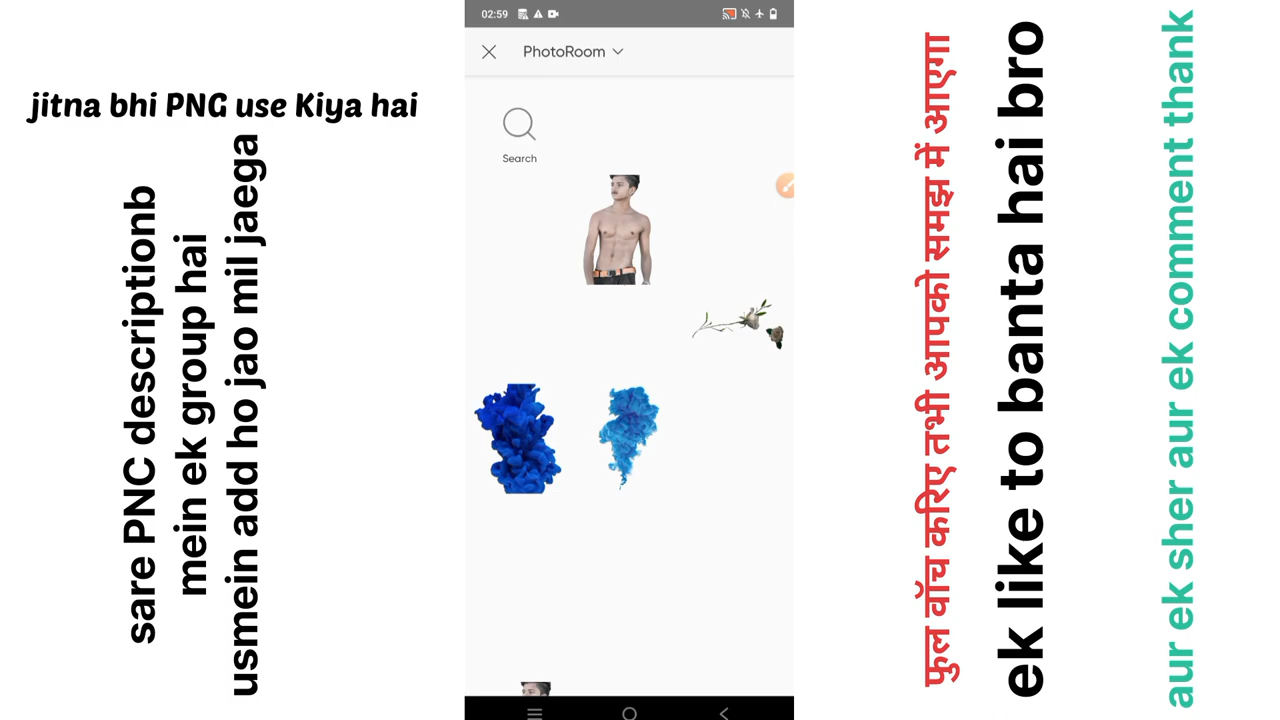 jitna bhi PNG use Kiya hai
sare PNC descriptionb
mein ek group hai
usmein add ho jao mil jaega
02:59
PhotoRoom
Search
फुल वॉच करिए तभी आपको समझ में आएगा
ek like to banta hai bro
aur ek sher aur ek comment thank